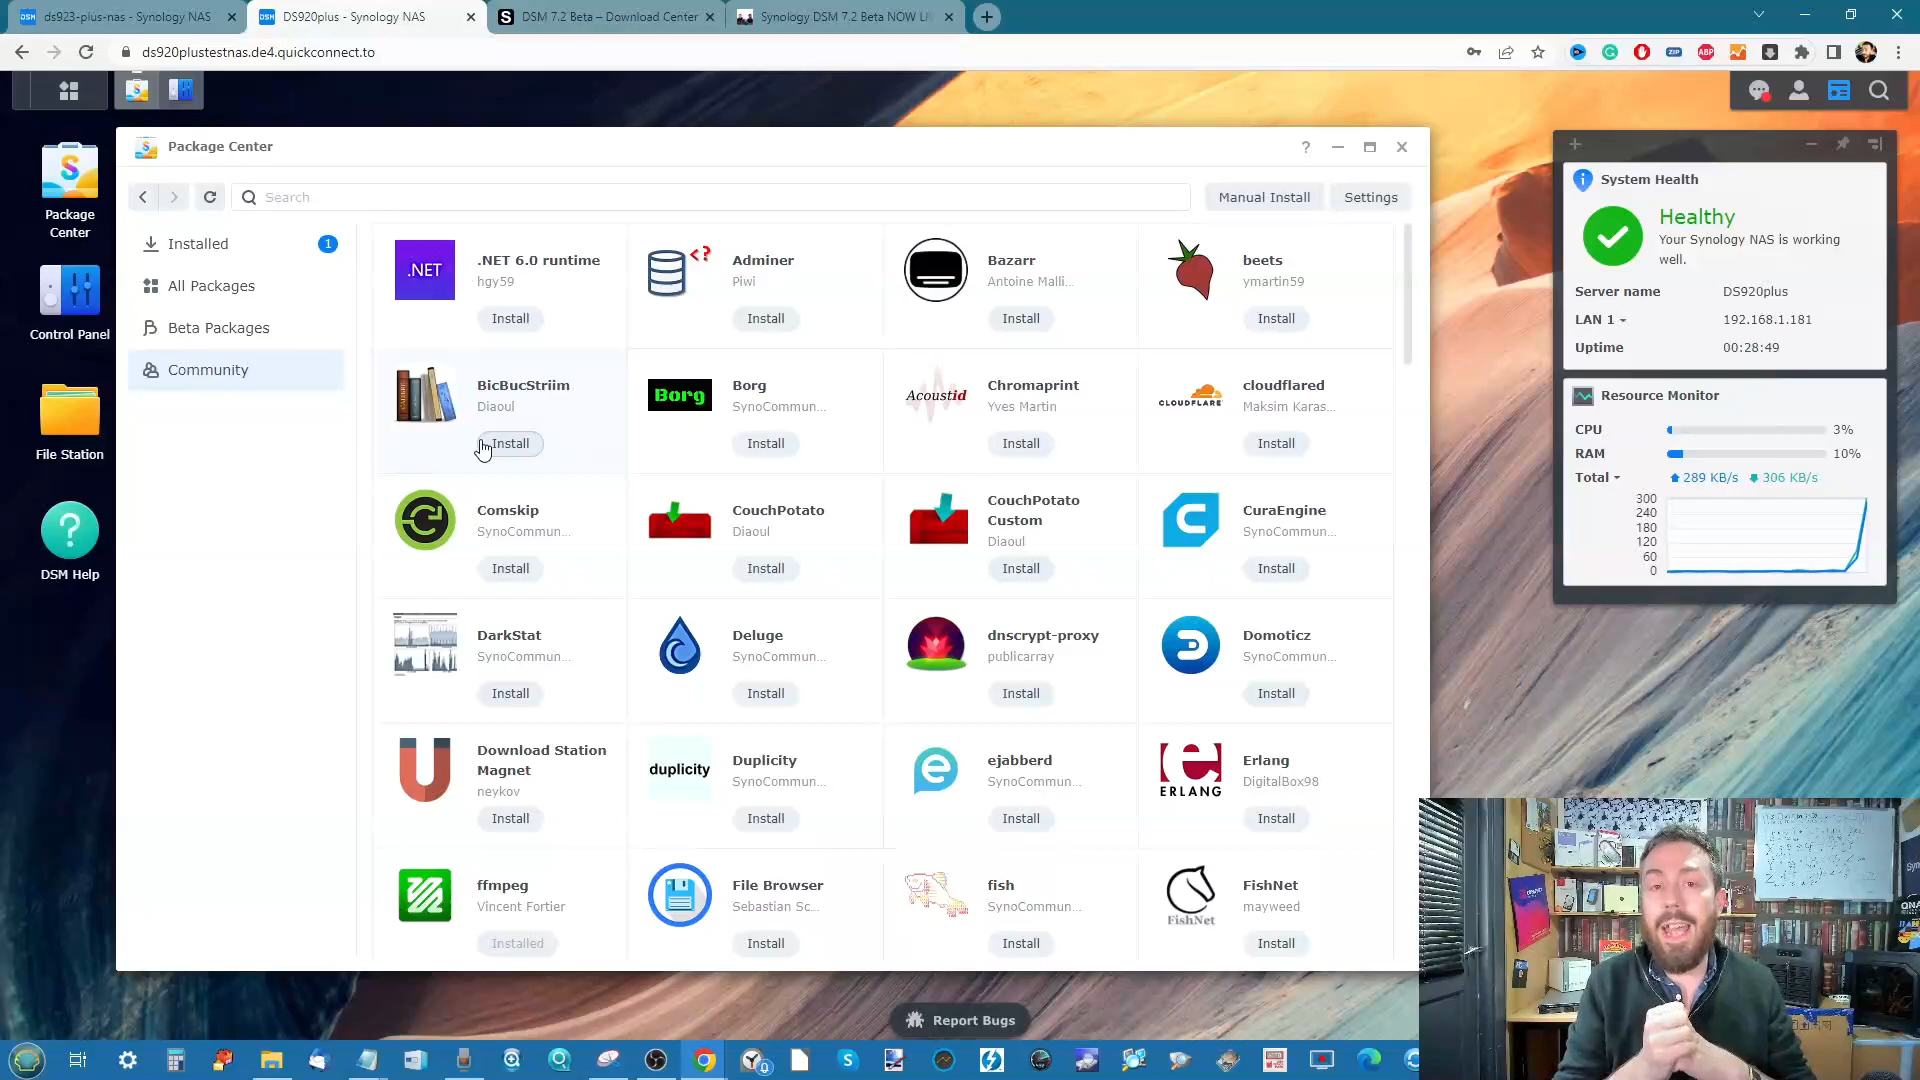 ds923-plus-nas - Synology NAS
DS920plus - Synology NAS
DSM 7.2 Beta – Download Center
Synology DSM 7.2 Beta NOW LI
ds920plustestnas.de4.quickconnect.to
Package Center
Control Panel
File Station
DSM Help
Package Center
Search
Manual Install
Settings
Installed
1
All Packages
Beta Packages
Community
.NET
.NET 6.0 runtime
hgy59
Install
Adminer
Piwi
Install
Bazarr
Antoine Malli...
Install
beets
ymartin59
Install
BicBucStriim
Diaoul
Install
Borg
Borg
SynoCommun...
Install
Acoustid
Chromaprint
Yves Martin
Install
CLOUDFLARE
cloudflared
Maksim Karas...
Install
Comskip
SynoCommun...
Install
CouchPotato
Diaoul
Install
CouchPotato
Custom
Diaoul
Install
CuraEngine
SynoCommun...
Install
DarkStat
SynoCommun...
Install
Deluge
SynoCommun...
Install
dnscrypt-proxy
publicarray
Install
Domoticz
SynoCommun...
Install
Download Station
Magnet
neykov
Install
duplicity
Duplicity
SynoCommun...
Install
ejabberd
SynoCommun...
Install
ERLANG
Erlang
DigitalBox98
Install
ffmpeg
Vincent Fortier
Installed
File Browser
Sebastian Sc...
Install
fish
SynoCommun...
Install
FishNet
FishNet
mayweed
Install
System Health
Healthy
Your Synology NAS is working
well.
Server name DS920plus
LAN 1 192.168.1.181
Uptime 00:28:49
Resource Monitor
CPU 3%
RAM 10%
Total 289 KB/s 306 KB/s
300
240
180
120
60
0
Report Bugs